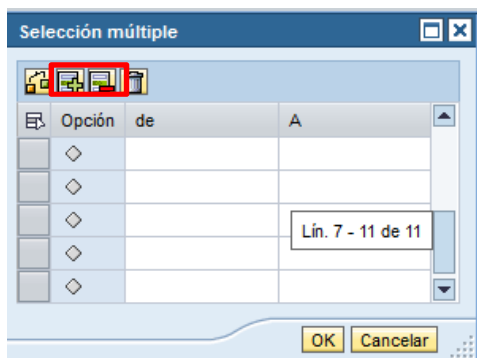 Selección múltiple
Opción de A
Lín. 7 - 11 de 11
OK Cancelar